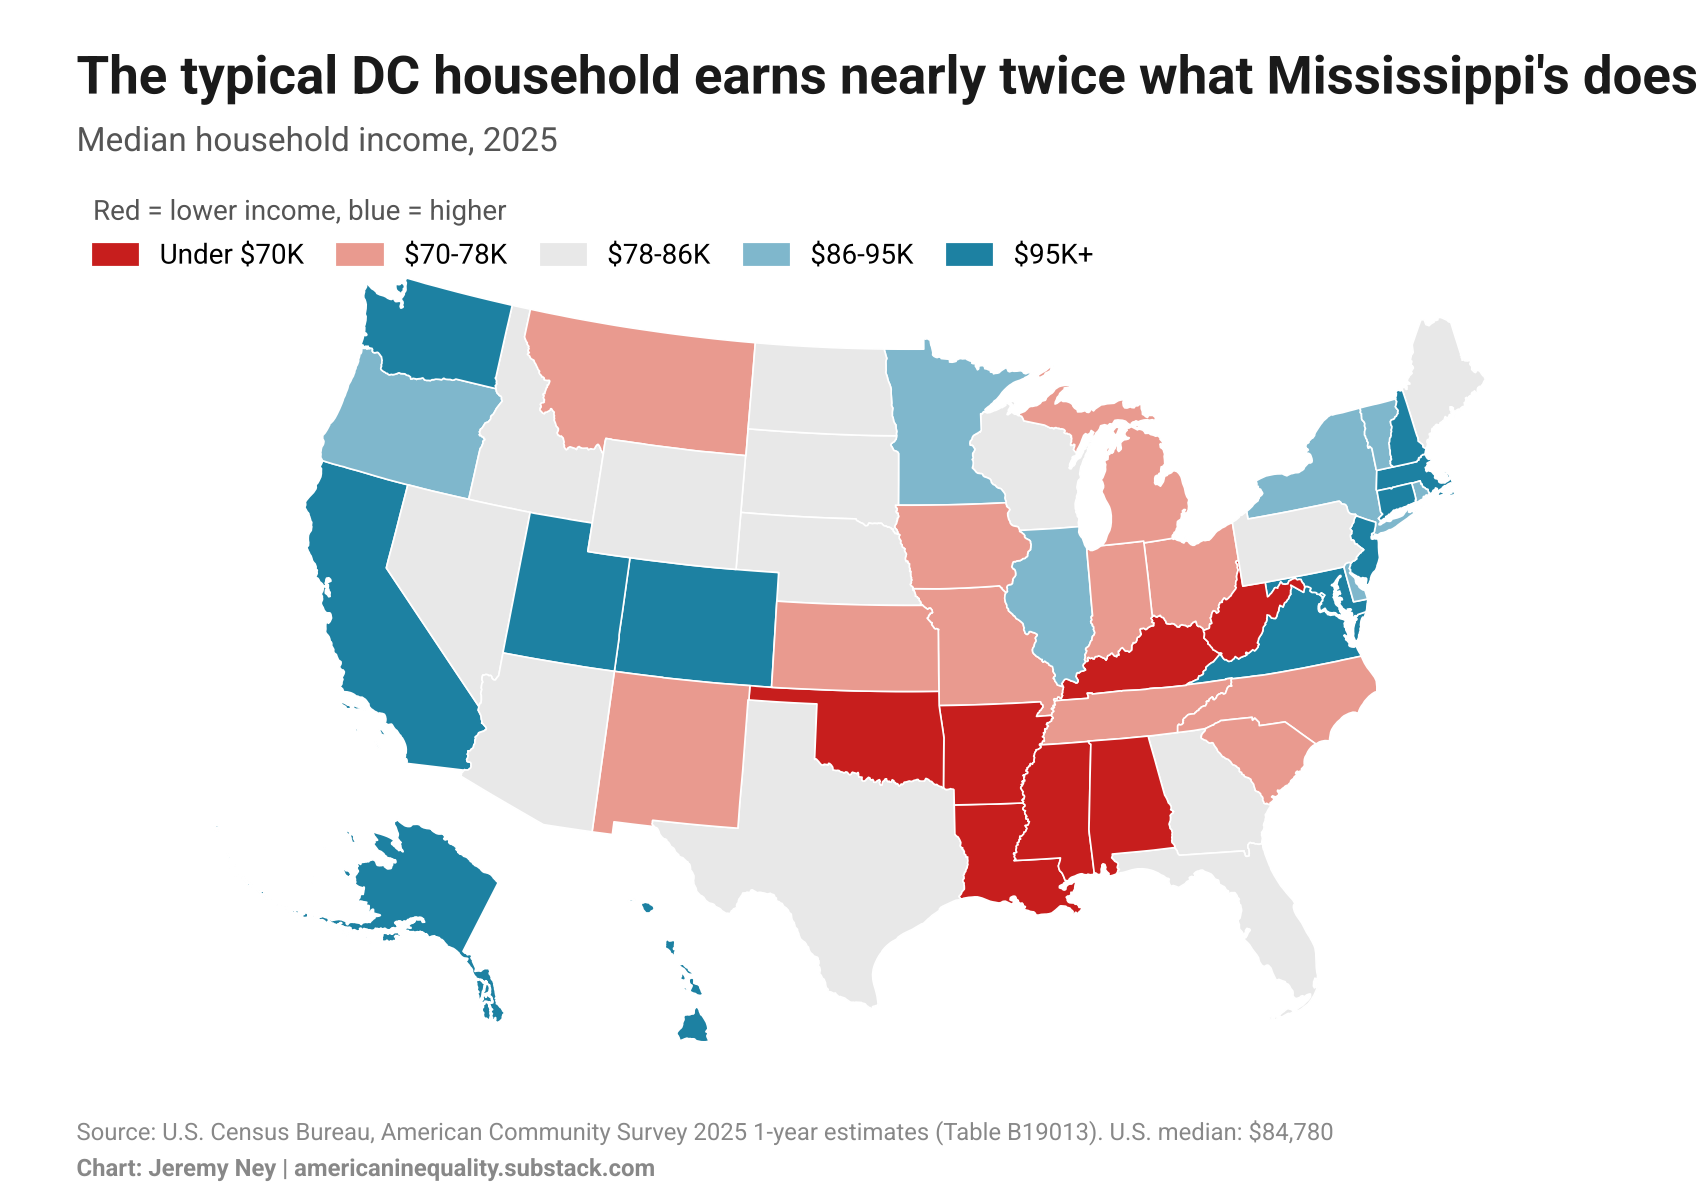 The typical DC household earns nearly twice what Mississippi's does
Median household income, 2025
Red = lower income, blue = higher
Under $70K $70-78K $78-86K $86-95K $95K+
Source: U.S. Census Bureau, American Community Survey 2025 1-year estimates (Table B19013). U.S. median: $84,780
Chart: Jeremy Ney | americaninequality.substack.com